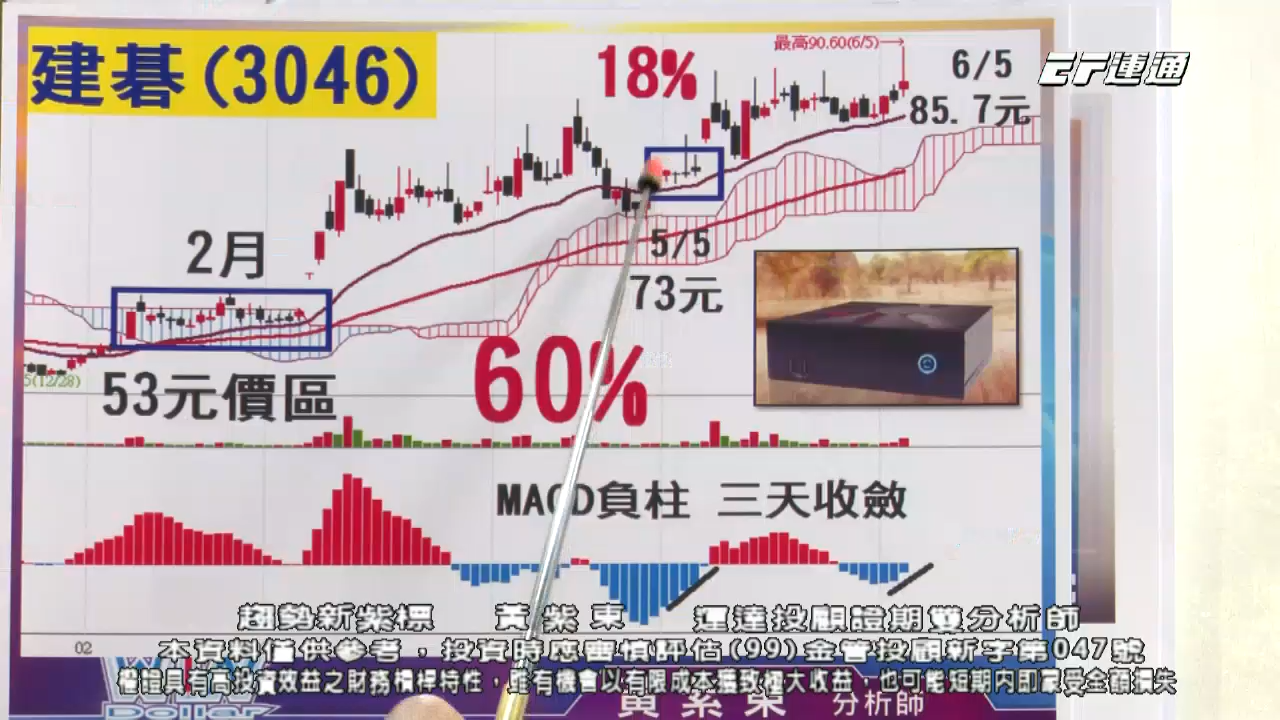 建碁(3046)
18%
最高90.60(6/5)→
6/5
85.7元
EF運通
2月
5/5
73元
5(12/28)
53元價區
60%
MACD負柱 三天收斂
02
趨勢新紫標 黃紫東 運達投顧證期雙分析師
本資料僅供參考，投資時應審慎評估(99)金管投顧新字第047號
權證具有高投資效益之財務槓桿特性，雖有機會以有限成本獲致極大收益，也可能短期內即蒙受金額損失
黃紫東 分析師
Dollar